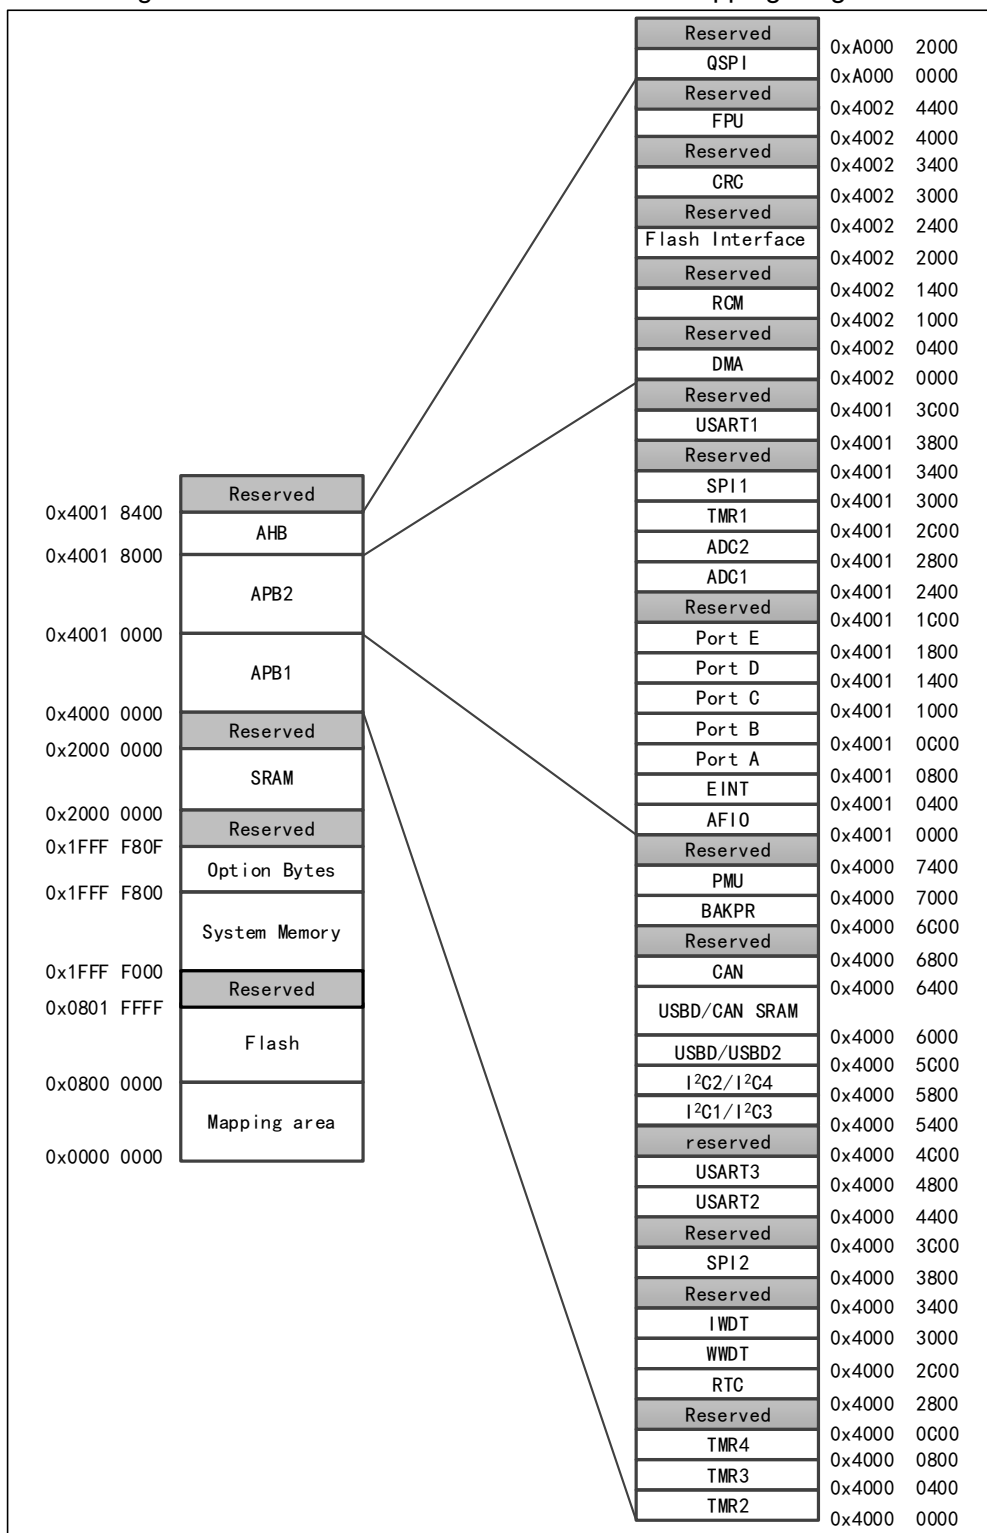 Reserved
0xA000 2000
QSPI
0xA000 0000
Reserved
0x4002 4400
FPU
0x4002 4000
Reserved
0x4002 3400
CRC
0x4002 3000
Reserved
0x4002 2400
Flash Interface
0x4002 2000
Reserved
0x4002 1400
RCM
0x4002 1000
Reserved
0x4002 0400
DMA
0x4002 0000
Reserved
0x4001 3C00
USART1
0x4001 3800
Reserved
0x4001 3400
SPI1
0x4001 3000
TMR1
0x4001 2C00
ADC2
0x4001 2800
ADC1
0x4001 2400
Reserved
0x4001 1C00
Port E
0x4001 1800
Port D
0x4001 1400
Port C
0x4001 1000
Port B
0x4001 0C00
Port A
0x4001 0800
EINT
0x4001 0400
AFIO
0x4001 0000
Reserved
0x4000 7400
PMU
0x4000 7000
BAKPR
0x4000 6C00
Reserved
0x4000 6800
CAN
0x4000 6400
USBD/CAN SRAM
0x4000 6000
USBD/USBD2
0x4000 5C00
I²C2/I²C4
0x4000 5800
I²C1/I²C3
0x4000 5400
reserved
0x4000 4C00
USART3
0x4000 4800
USART2
0x4000 4400
Reserved
0x4000 3C00
SPI2
0x4000 3800
Reserved
0x4000 3400
IWDT
0x4000 3000
WWDT
0x4000 2C00
RTC
0x4000 2800
Reserved
0x4000 0C00
TMR4
0x4000 0800
TMR3
0x4000 0400
TMR2
0x4000 0000
Reserved
0x4001 8400
AHB
0x4001 8000
APB2
0x4001 0000
APB1
0x4000 0000
Reserved
0x2000 0000
SRAM
0x2000 0000
Reserved
0x1FFF F80F
Option Bytes
0x1FFF F800
System Memory
0x1FFF F000
Reserved
0x0801 FFFF
Flash
0x0800 0000
Mapping area
0x0000 0000